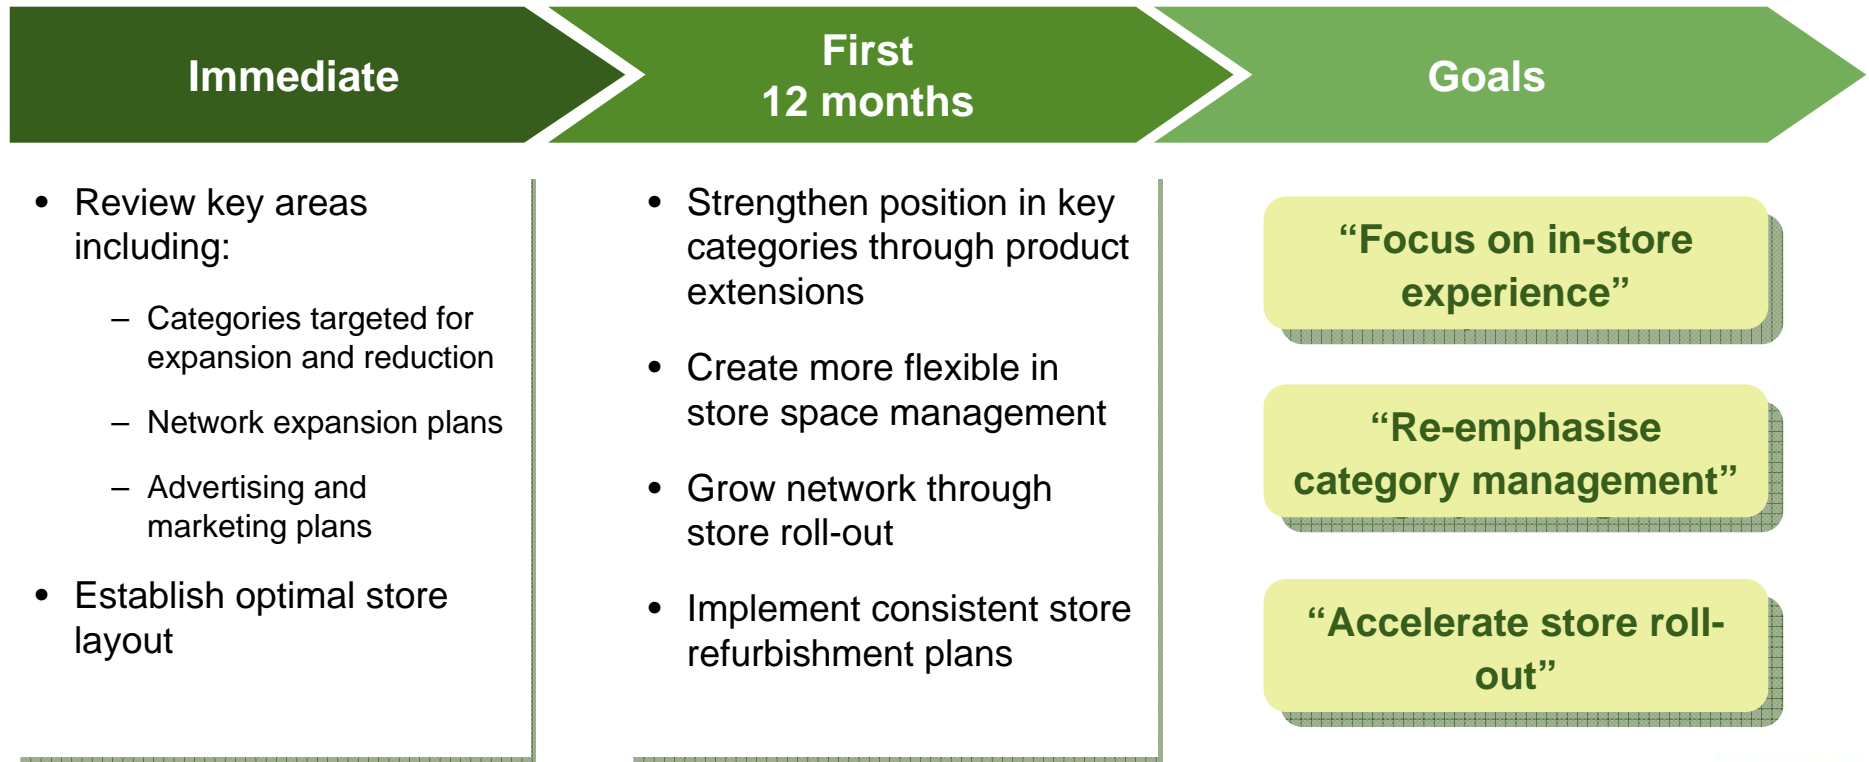 Immediate
First
12 months
Goals
• Review key areas
including:
– Categories targeted for
expansion and reduction
– Network expansion plans
– Advertising and
marketing plans
• Establish optimal store
layout
• Strengthen position in key
categories through product
extensions
• Create more flexible in
store space management
• Grow network through
store roll-out
• Implement consistent store
refurbishment plans
“Focus on in-store
experience”
“Re-emphasise
category management”
“Accelerate store roll-
out”